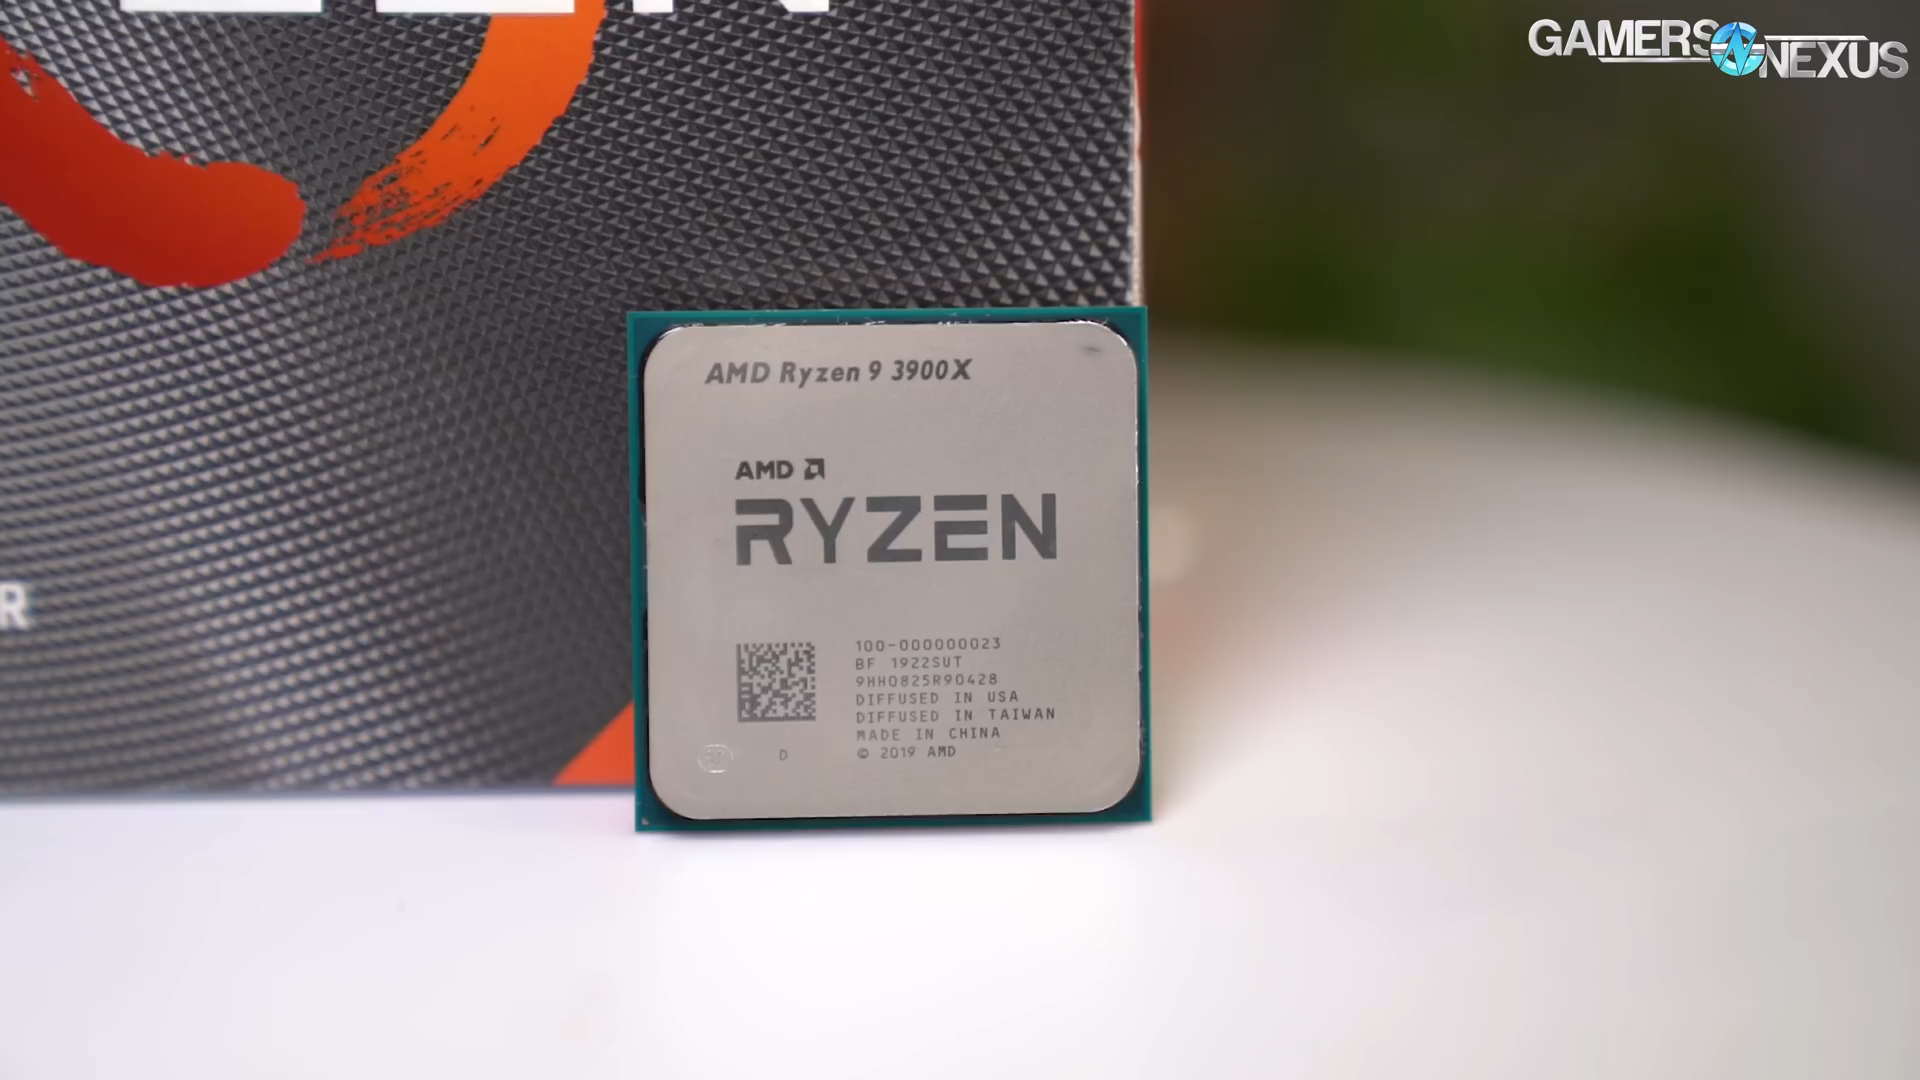 GAMERS NEXUS
R
AMD Ryzen 9 3900X
AMD
RYZEN
100-000000023
BF 1922SUT
9HH0825R90428
DIFFUSED IN USA
DIFFUSED IN TAIWAN
MADE IN CHINA
© 2019 AMD
D